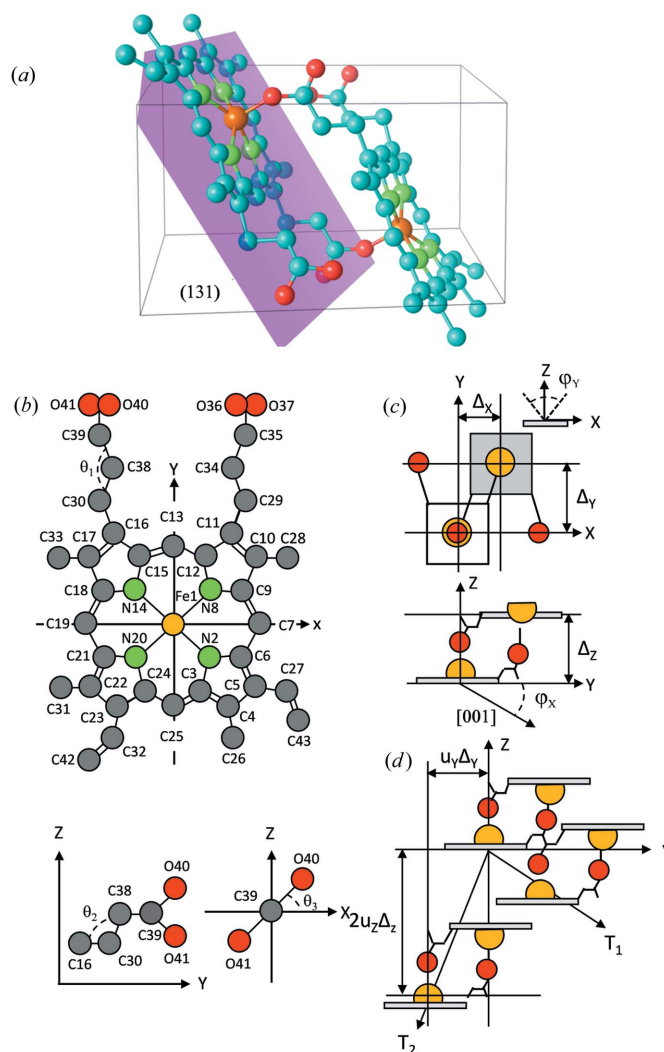 (a)
(131)
(b)
O41 O40 O36 O37
C39 C35
θ1 C38 C34
C30 Y C29
C33 C17 C16 C13 C11 C10 C28
C15 C12
C18 N14 Fe1 N8 C9
C19 C7 x
N20 N2
C21 C6
C31 C22 C24 C3 C5 C27
C23 C25 C4
C42 C32 C26 C43
Z
C38 O40
θ2 C39
C16 C30 O41
Y
Z
O40
C39 θ3 X
O41
(c)
Y ΔX Z φY
X
ΔY
X
Z
ΔZ
Y
[001] φX
(d)
uYΔY Z
2uZΔz
T1
T2